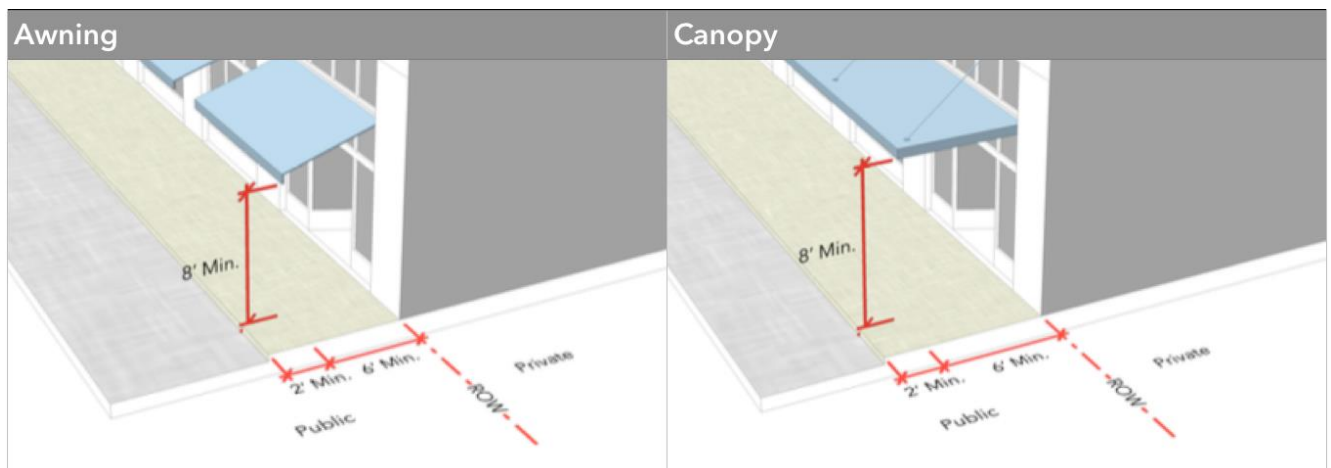 Awning
Canopy
8' Min.
2' Min.
6' Min.
ROW
Private
Public
8' Min.
2' Min.
6' Min.
ROW
Private
Public